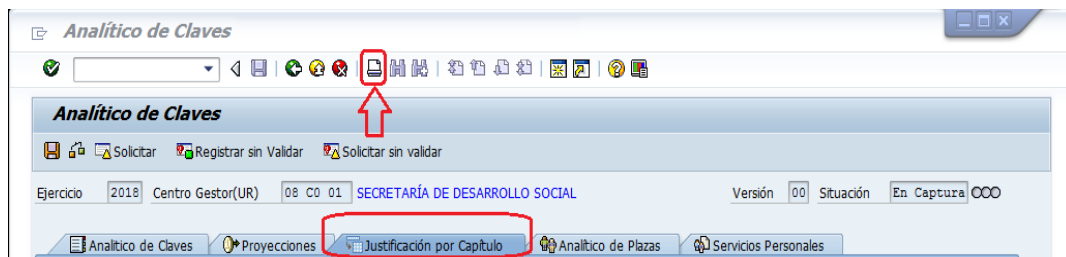 Analítico de Claves
Analítico de Claves
Solicitar Registrar sin Validar Solicitar sin validar
Ejercicio 2018 Centro Gestor(UR) 08 C0 01 SECRETARÍA DE DESARROLLO SOCIAL Versión 00 Situación En Captura
Analítico de Claves Proyecciones Justificación por Capítulo Analítico de Plazas Servicios Personales